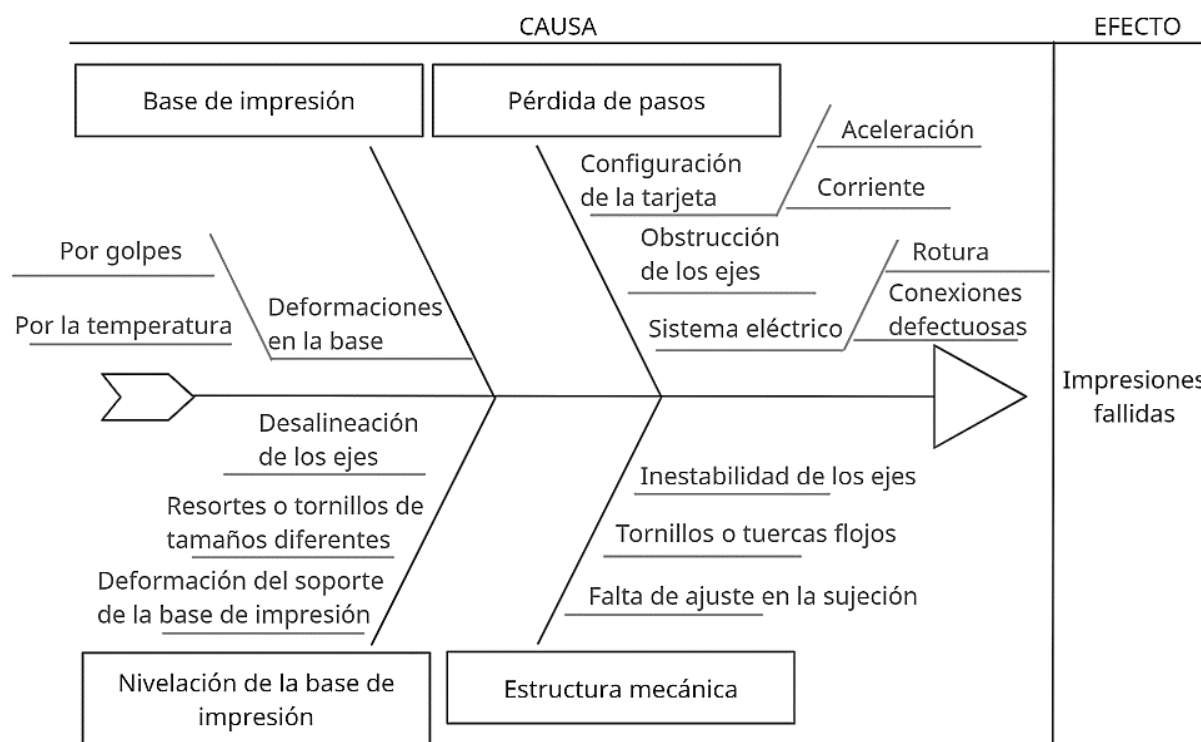 CAUSA
EFECTO
Base de impresión
Pérdida de pasos
Aceleración
Configuración
de la tarjeta
Corriente
Obstrucción
de los ejes
Rotura
Conexiones
defectuosas
Sistema eléctrico
Por golpes
Por la temperatura
Deformaciones
en la base
Impresiones
fallidas
Desalineación
de los ejes
Resortes o tornillos de
tamaños diferentes
Deformación del soporte
de la base de impresión
Inestabilidad de los ejes
Tornillos o tuercas flojos
Falta de ajuste en la sujeción
Nivelación de la base de
impresión
Estructura mecánica